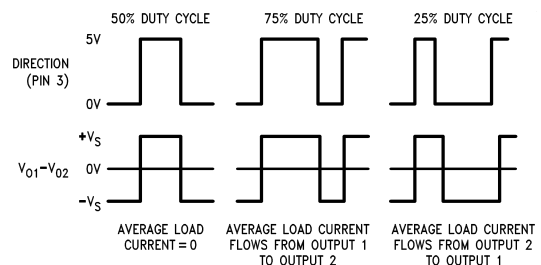 50% DUTY CYCLE
75% DUTY CYCLE
25% DUTY CYCLE
5V
DIRECTION
(PIN 3)
0V
+VS
VO1–VO2
0V
–VS
AVERAGE LOAD
CURRENT = 0
AVERAGE LOAD CURRENT
FLOWS FROM OUTPUT 1
TO OUTPUT 2
AVERAGE LOAD CURRENT
FLOWS FROM OUTPUT 2
TO OUTPUT 1